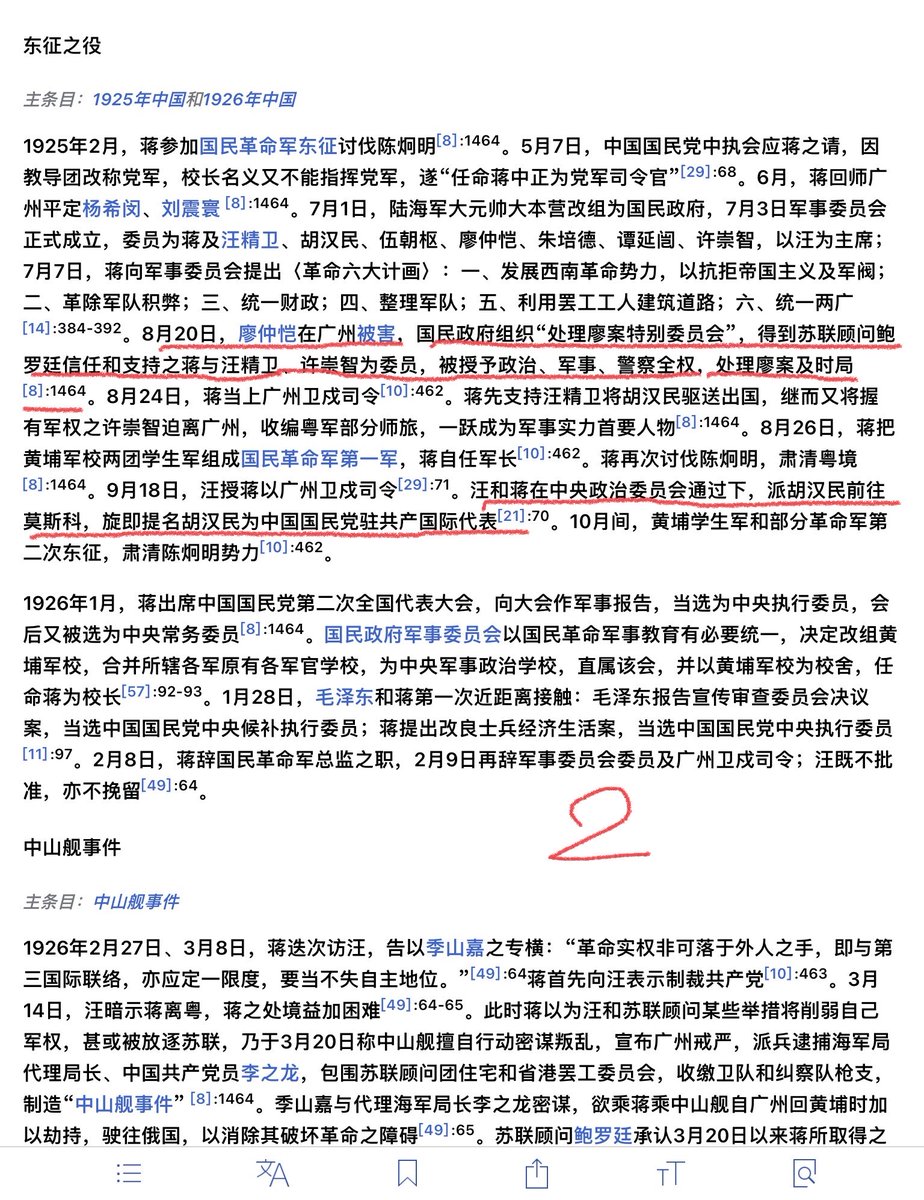 东征之役
主条目：1925年中国和1926年中国
1925年2月，蒋参加国民革命军东征讨伐陈炯明[8]:1464。5月7日，中国国民党中执会应蒋之请，因
教导团改称党军，校长名义又不能指挥党军，遂“任命蒋中正为党军司令官”[29]:68。6月，蒋回师广
州平定杨希闵、刘震寰 [8]:1464。7月1日，陆海军大元帅大本营改组为国民政府，7月3日军事委员会
正式成立，委员为蒋及汪精卫、胡汉民、伍朝枢、廖仲恺、朱培德、谭延闿、许崇智，以汪为主席；
7月7日，蒋向军事委员会提出〈革命六大计画〉：一、发展西南革命势力，以抗拒帝国主义及军阀；
二、革除军队积弊；三、统一财政；四、整理军队；五、利用罢工工人建筑道路；六、统一两广
[14]:384-392。8月20日，廖仲恺在广州被害，国民政府组织“处理廖案特别委员会”，得到苏联顾问鲍
罗廷信任和支持之蒋与汪精卫、许崇智为委员，被授予政治、军事、警察全权，处理廖案及时局
[8]:1464。8月24日，蒋当上广州卫戍司令[10]:462。蒋先支持汪精卫将胡汉民驱送出国，继而又将握
有军权之许崇智迫离广州，收编粤军部分师旅，一跃成为军事实力首要人物[8]:1464。8月26日，蒋把
黄埔军校两团学生军组成国民革命军第一军，蒋自任军长[10]:462。蒋再次讨伐陈炯明，肃清粤境
[8]:1464。9月18日，汪授蒋以广州卫戍司令[29]:71。汪和蒋在中央政治委员会通过下，派胡汉民前往
莫斯科，旋即提名胡汉民为中国国民党驻共产国际代表[21]:70。10月间，黄埔学生军和部分革命军第
二次东征，肃清陈炯明势力[10]:462。
1926年1月，蒋出席中国国民党第二次全国代表大会，向大会作军事报告，当选为中央执行委员，会
后又被选为中央常务委员[8]:1464。国民政府军事委员会以国民革命军事教育有必要统一，决定改组黄
埔军校，合并所辖各军原有各军官学校，为中央军事政治学校，直属该会，并以黄埔军校为校舍，任
命蒋为校长[57]:92-93。1月28日，毛泽东和蒋第一次近距离接触：毛泽东报告宣传审查委员会决议
案，当选中国国民党中央候补执行委员；蒋提出改良士兵经济生活案，当选中国国民党中央执行委员
[11]:97。2月8日，蒋辞国民革命军总监之职，2月9日再辞军事委员会委员及广州卫戍司令；汪既不批
准，亦不挽留[49]:64。
2
中山舰事件
主条目：中山舰事件
1926年2月27日、3月8日，蒋迭次访汪，告以季山嘉之专横：“革命实权非可落于外人之手，即与第
三国际联络，亦应定一限度，要当不失自主地位。”[49]:64蒋首先向汪表示制裁共产党[10]:463。3月
14日，汪暗示蒋离粤，蒋之处境益加困难[49]:64-65。此时蒋以为汪和苏联顾问某些举措将削弱自己
军权，甚或被放逐苏联，乃于3月20日称中山舰擅自行动密谋叛乱，宣布广州戒严，派兵逮捕海军局
代理局长、中国共产党员李之龙，包围苏联顾问团住宅和省港罢工委员会，收缴卫队和纠察队枪支，
制造“中山舰事件” [8]:1464。季山嘉与代理海军局长李之龙密谋，欲乘蒋乘中山舰自广州回黄埔时加
以劫持，驶往俄国，以消除其破坏革命之障碍[49]:65。苏联顾问鲍罗廷承认3月20日以来蒋所取得之